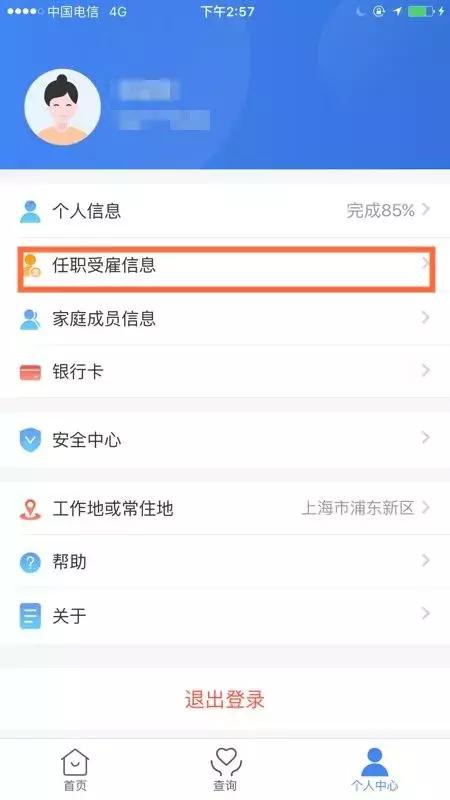 中国电信 4G 下午2:57
个人信息 完成85%
任职受雇信息
家庭成员信息
银行卡
安全中心
工作地或常住地 上海市浦东新区
帮助
关于
退出登录
首页 查询 个人中心